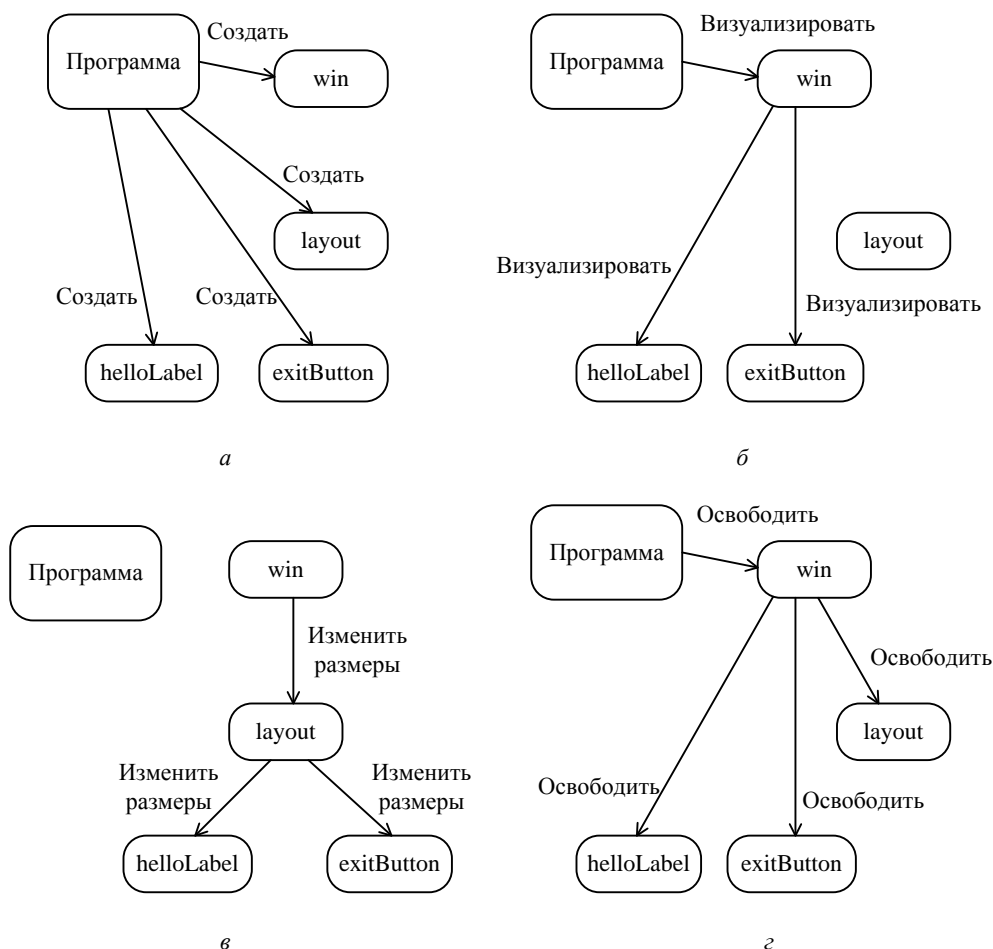 Создать
Программа
win
Создать
layout
Создать
Создать
helloLabel
exitButton
а
Визуализировать
Программа
win
layout
Визуализировать
Визуализировать
helloLabel
exitButton
б
Программа
win
Изменить
размеры
layout
Изменить
размеры
Изменить
размеры
helloLabel
exitButton
в
Освободить
Программа
win
Освободить
layout
Освободить
Освободить
helloLabel
exitButton
г